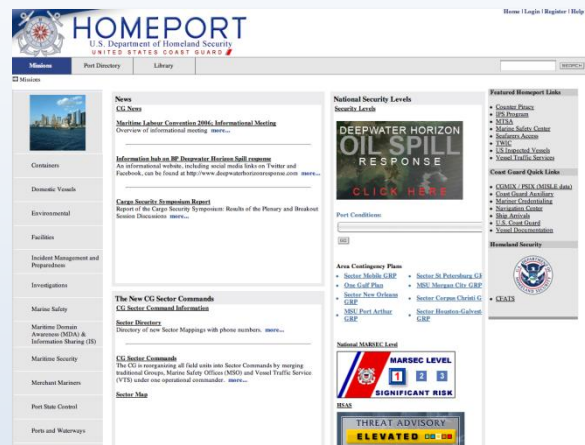 Home | Login | Register | Help
HOMEPORT
U.S. Department of Homeland Security
UNITED STATES COAST GUARD
Missions
Port Directory
Library
SEARCH
Missions
Containers
Domestic Vessels
Environmental
Facilities
Incident Management and
Preparedness
Investigations
Marine Safety
Maritime Domain
Awareness (MDA) &
Information Sharing (IS)
Maritime Security
Merchant Mariners
Port State Control
Ports and Waterways
News
CG News
Maritime Labour Convention 2006; Informational Meeting
Overview of informational meeting more...
Information hub on BP Deepwater Horizon Spill response
An informational website, including social media links on Twitter and
Facebook, can be found at http://www.deepwaterhorizonresponse.com more...
Cargo Security Symposium Report
Report of the Cargo Security Symposium: Results of the Plenary and Breakout
Session Discussions more...
The New CG Sector Commands
CG Sector Command Information
Sector Directory
Directory of new Sector Mappings with phone numbers. more...
CG Sector Commands
The CG is reorganizing all field units into Sector Commands by merging
traditional Groups, Marine Safety Offices (MSO) and Vessel Traffic Service
(VTS) under one operational commander. more...
Sector Map
National Security Levels
Security Levels
DEEPWATER HORIZON
OIL SPILL
RESPONSE
CLICK HERE
Port Conditions:
GO
Area Contingency Plans
Sector Mobile GRP
One Gulf Plan
Sector New Orleans
GRP
MSU Port Arthur
GRP
Sector St Petersburg GR
MSU Morgan City GRP
Sector Corpus Christi G
Sector Houston-Galvest
GRP
National MARSEC Level
MARSEC LEVEL
1 2 3
SIGNIFICANT RISK
HSAS
THREAT ADVISORY
ELEVATED
Featured Homeport Links
Counter Piracy
IPS Program
MTSA
Marine Safety Center
Seafarers Access
TWIC
US Inspected Vessels
Vessel Traffic Services
Coast Guard Quick Links
CGMIX / PSIX (MISLE data)
Coast Guard Auxiliary
Mariner Credentialing
Navigation Center
Ship Arrivals
U.S. Coast Guard
Vessel Documentation
Homeland Security
CFATS